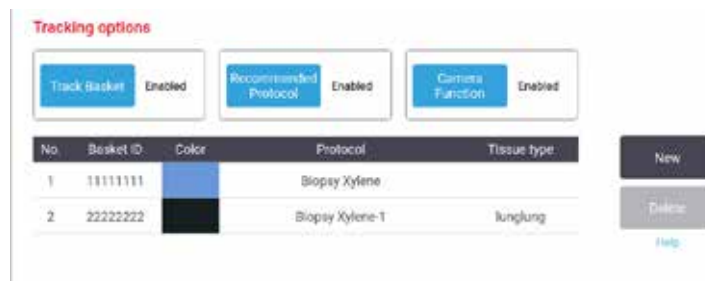 Tracking options
Track Basket Enabled
Recommended Protocol Enabled
Camera Function Enabled
No. Basket ID Color Protocol Tissue type
1 11111111 Biopsy Xylene
2 22222222 Biopsy Xylene-1 lunglung
New
Delete
Help